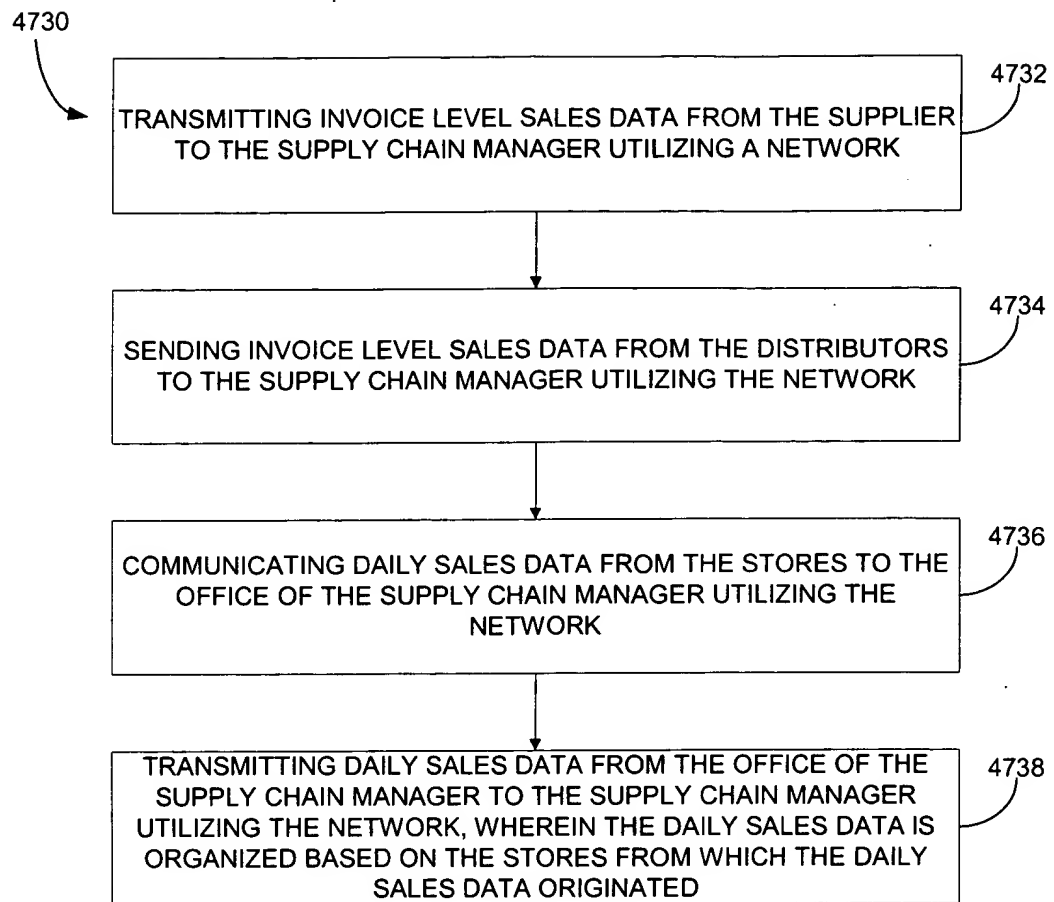 4730
4732
TRANSMITTING INVOICE LEVEL SALES DATA FROM THE SUPPLIER
TO THE SUPPLY CHAIN MANAGER UTILIZING A NETWORK
4734
SENDING INVOICE LEVEL SALES DATA FROM THE DISTRIBUTORS
TO THE SUPPLY CHAIN MANAGER UTILIZING THE NETWORK
4736
COMMUNICATING DAILY SALES DATA FROM THE STORES TO THE
OFFICE OF THE SUPPLY CHAIN MANAGER UTILIZING THE
NETWORK
4738
TRANSMITTING DAILY SALES DATA FROM THE OFFICE OF THE
SUPPLY CHAIN MANAGER TO THE SUPPLY CHAIN MANAGER
UTILIZING THE NETWORK, WHEREIN THE DAILY SALES DATA IS
ORGANIZED BASED ON THE STORES FROM WHICH THE DAILY
SALES DATA ORIGINATED